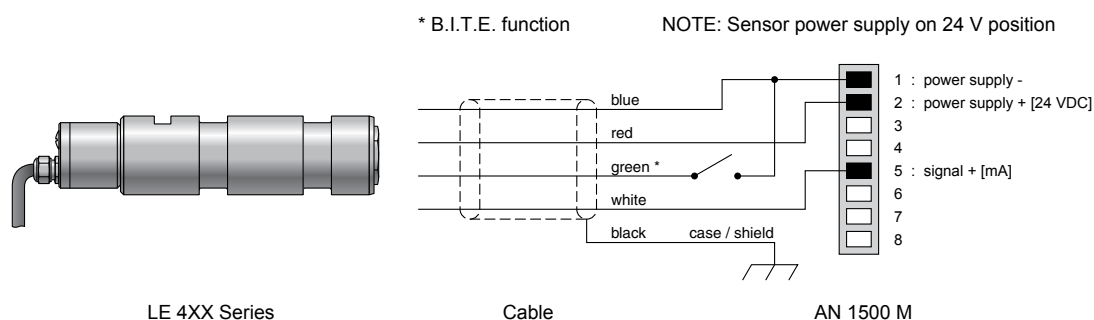 * B.I.T.E. function
NOTE: Sensor power supply on 24 V position
blue
red
green *
white
black
case / shield
1 : power supply -
2 : power supply + [24 VDC]
3
4
5 : signal + [mA]
6
7
8
LE 4XX Series
Cable
AN 1500 M